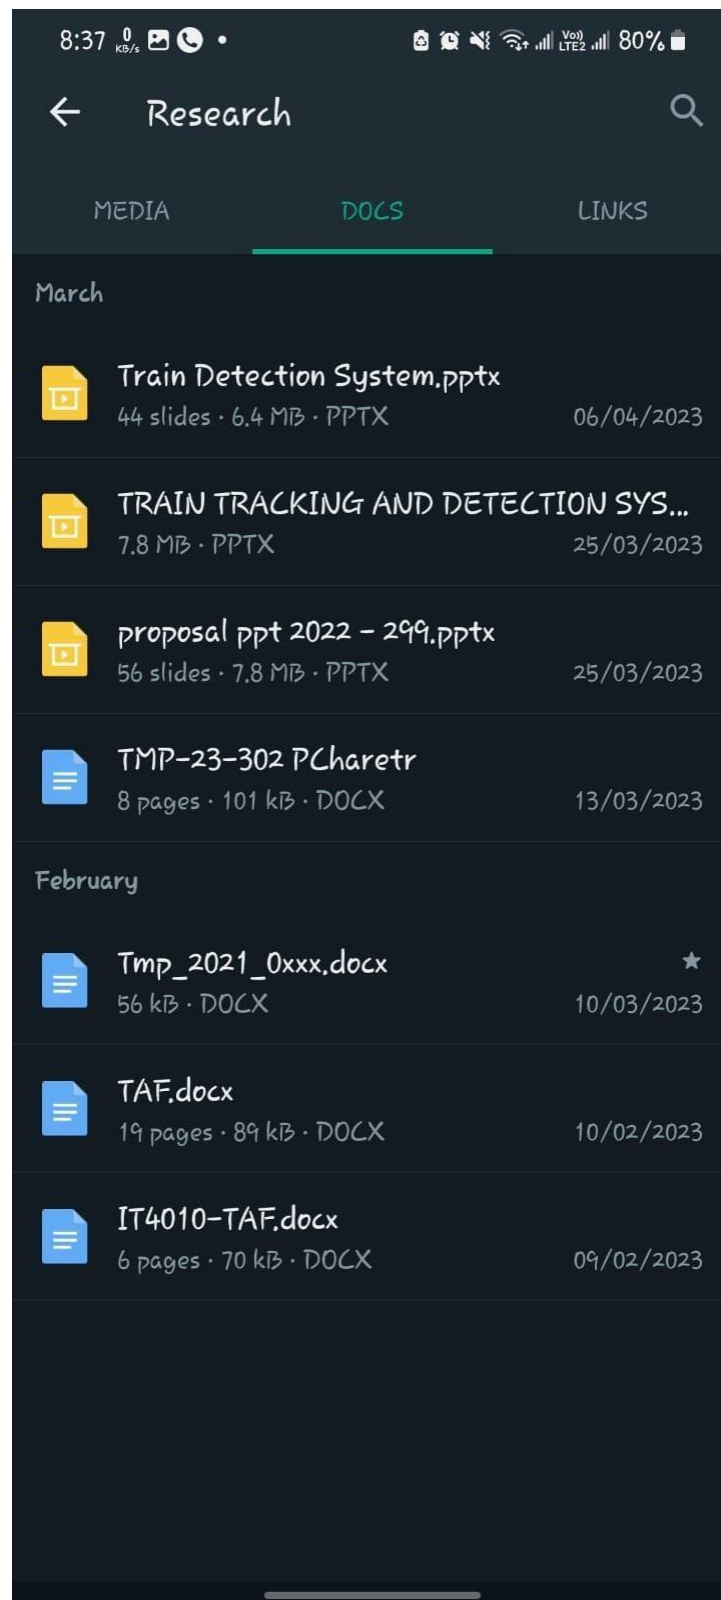 8:37 0 KB/s Vo)) LTE2 80%
Research
MEDIA DOCS LINKS
March
Train Detection System.pptx
44 slides · 6.4 MB · PPTX 06/04/2023
TRAIN TRACKING AND DETECTION SYS...
7.8 MB · PPTX 25/03/2023
proposal ppt 2022 - 299.pptx
56 slides · 7.8 MB · PPTX 25/03/2023
TMP-23-302 PCharetr
8 pages · 101 kB · DOCX 13/03/2023
February
Tmp_2021_0xxx.docx
56 kB · DOCX 10/03/2023
TAF.docx
19 pages · 89 kB · DOCX 10/02/2023
IT4010-TAF.docx
6 pages · 70 kB · DOCX 09/02/2023